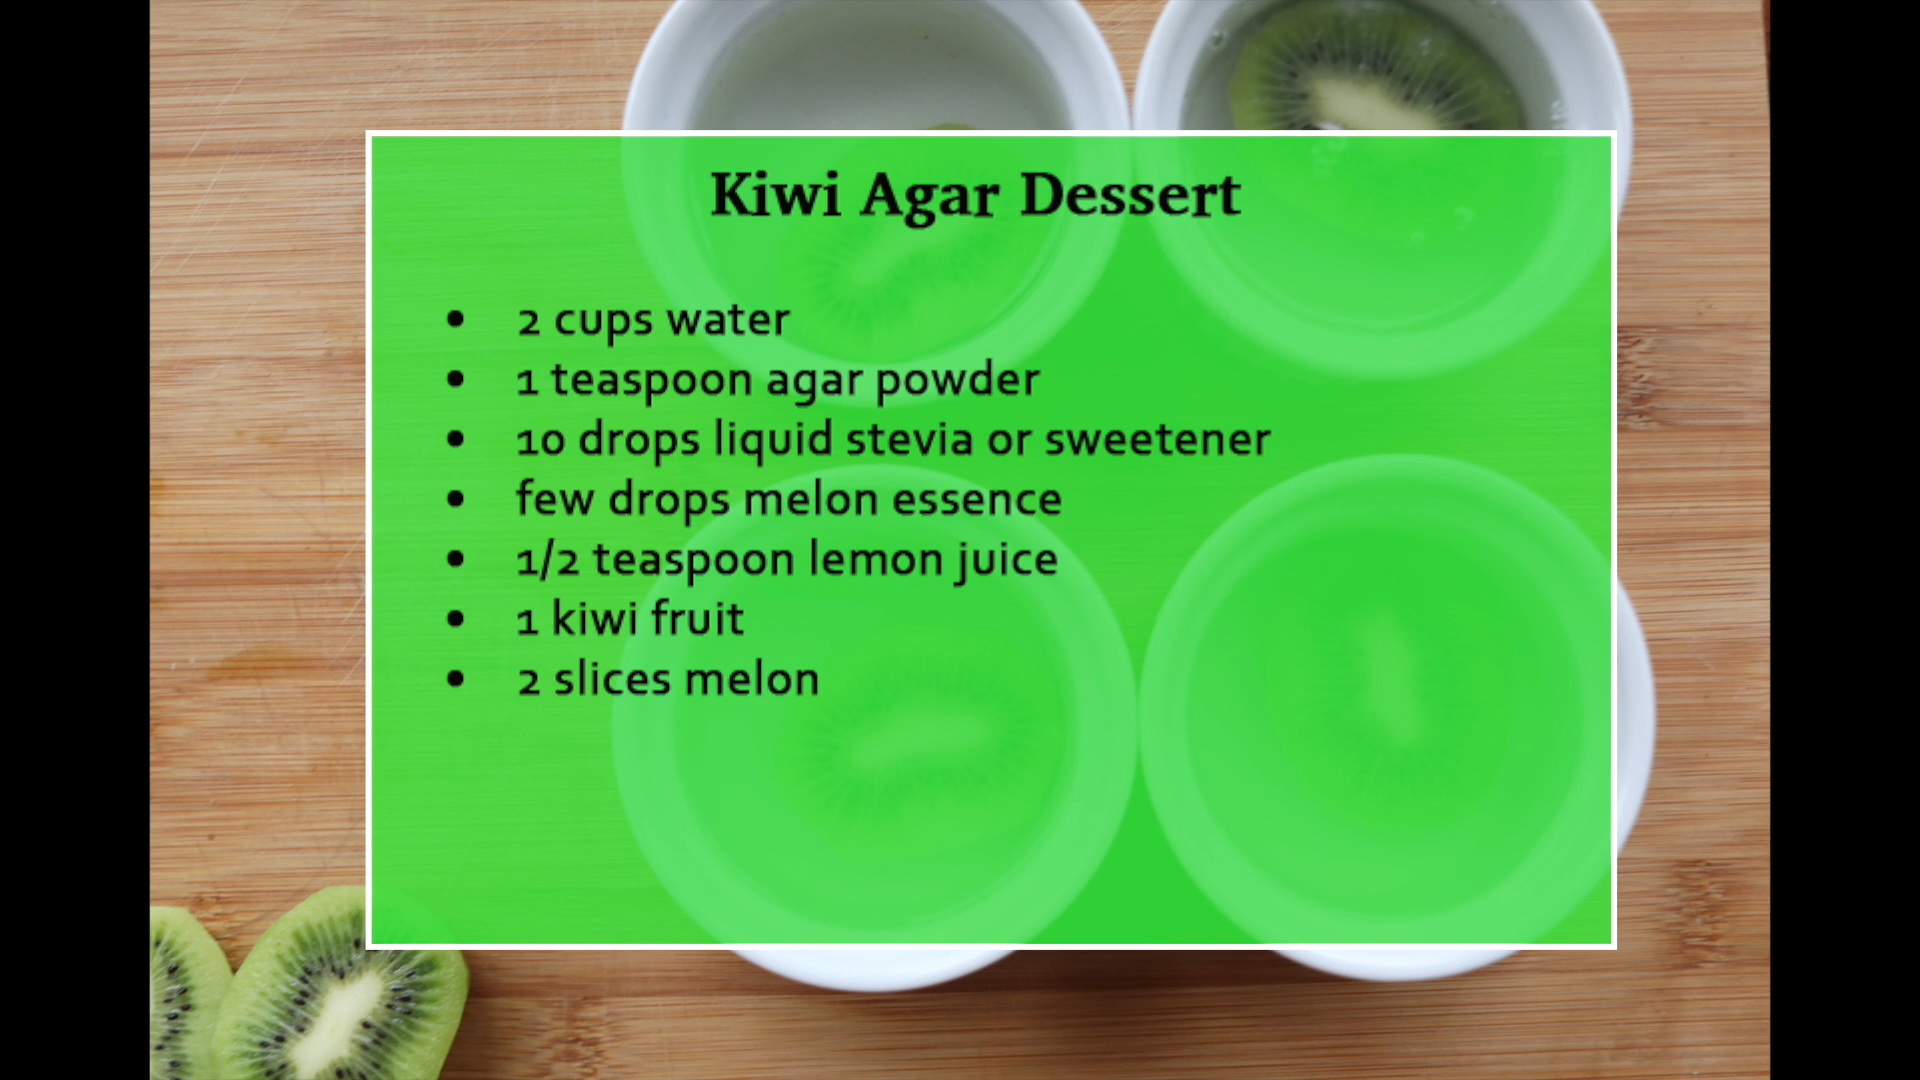 Kiwi Agar Dessert
• 2 cups water
• 1 teaspoon agar powder
• 10 drops liquid stevia or sweetener
• few drops melon essence
• 1/2 teaspoon lemon juice
• 1 kiwi fruit
• 2 slices melon